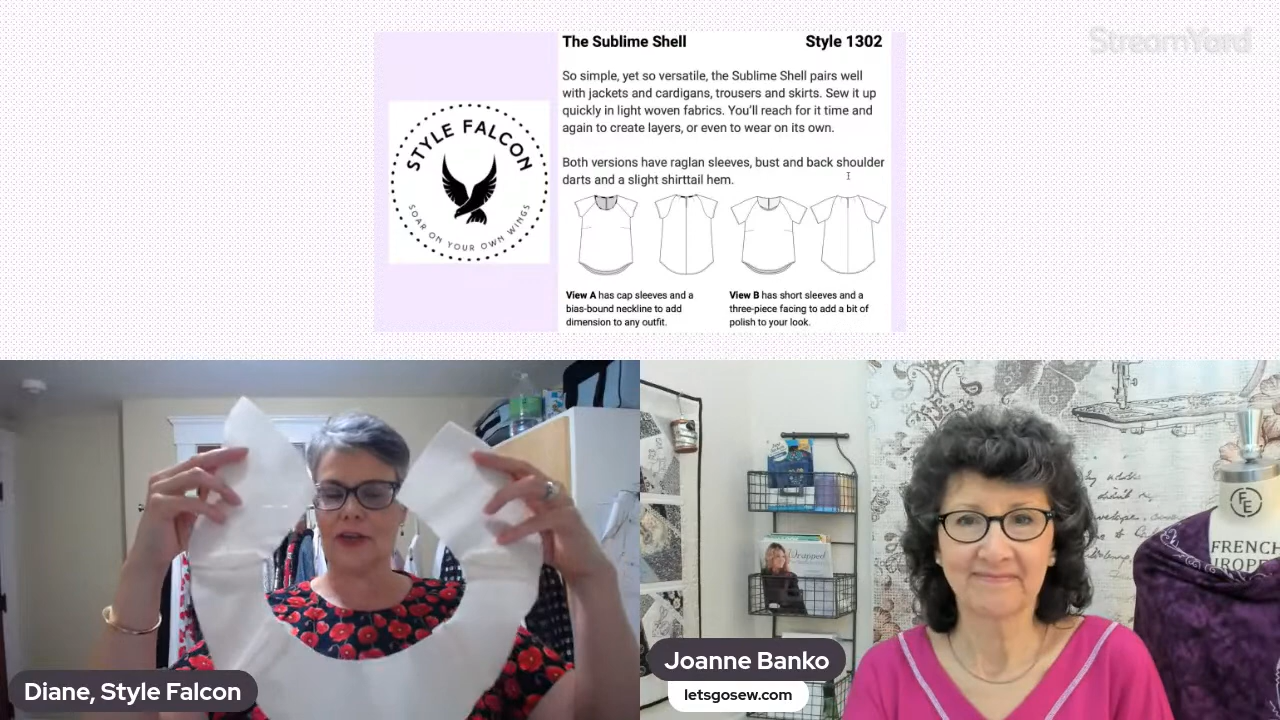 StreamYard
The Sublime Shell
Style 1302
So simple, yet so versatile, the Sublime Shell pairs well
with jackets and cardigans, trousers and skirts. Sew it up
quickly in light woven fabrics. You'll reach for it time and
again to create layers, or even to wear on its own.
Both versions have raglan sleeves, bust and back shoulder
darts and a slight shirttail hem.
STYLE FALCON
SOAR ON YOUR OWN WINGS
View A has cap sleeves and a
bias-bound neckline to add
dimension to any outfit.
View B has short sleeves and a
three-piece facing to add a bit of
polish to your look.
FE
FRENCH
Wrapped
Diane, Style Falcon
Joanne Banko
letsgosew.com